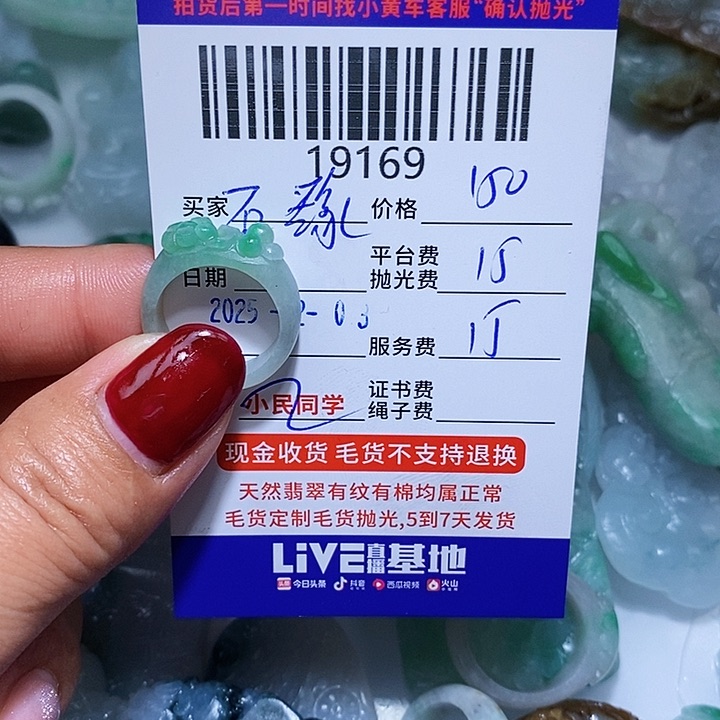 拍货后第一时间找小黄车客服“确认抛光”
19169
买家 价格 150
日期 平台费 抛光费 15
2025 2-03
服务费 15
小民同学 证书费 绳子费
现金收货 毛货不支持退换
天然翡翠有纹有棉均属正常
毛货定制毛货抛光,5到7天发货
LiVE直播基地
头条 今日头条 抖音 西瓜视频 火山